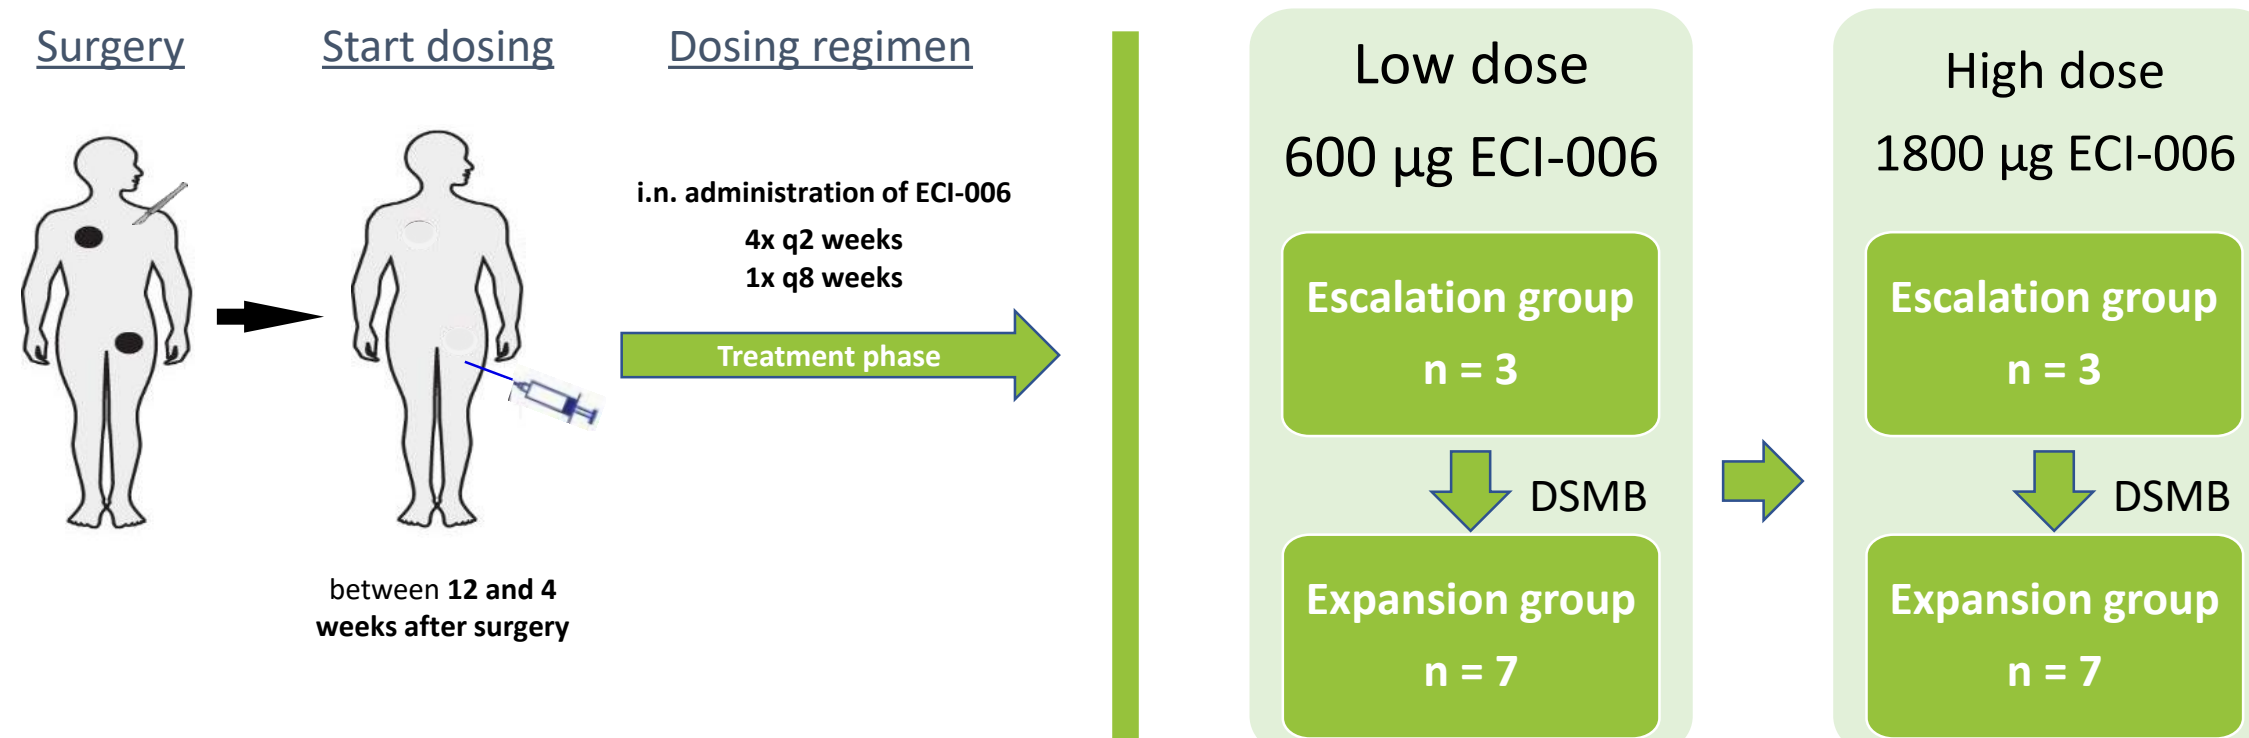 Surgery
Start dosing
between 12 and 4
weeks after surgery
Dosing regimen
i.n. administration of ECI-006
4x q2 weeks
1x q8 weeks
Treatment phase
Low dose
600 µg ECI-006
Escalation group
n = 3
DSMB
Expansion group
n = 7
High dose
1800 µg ECI-006
Escalation group
n = 3
DSMB
Expansion group
n = 7